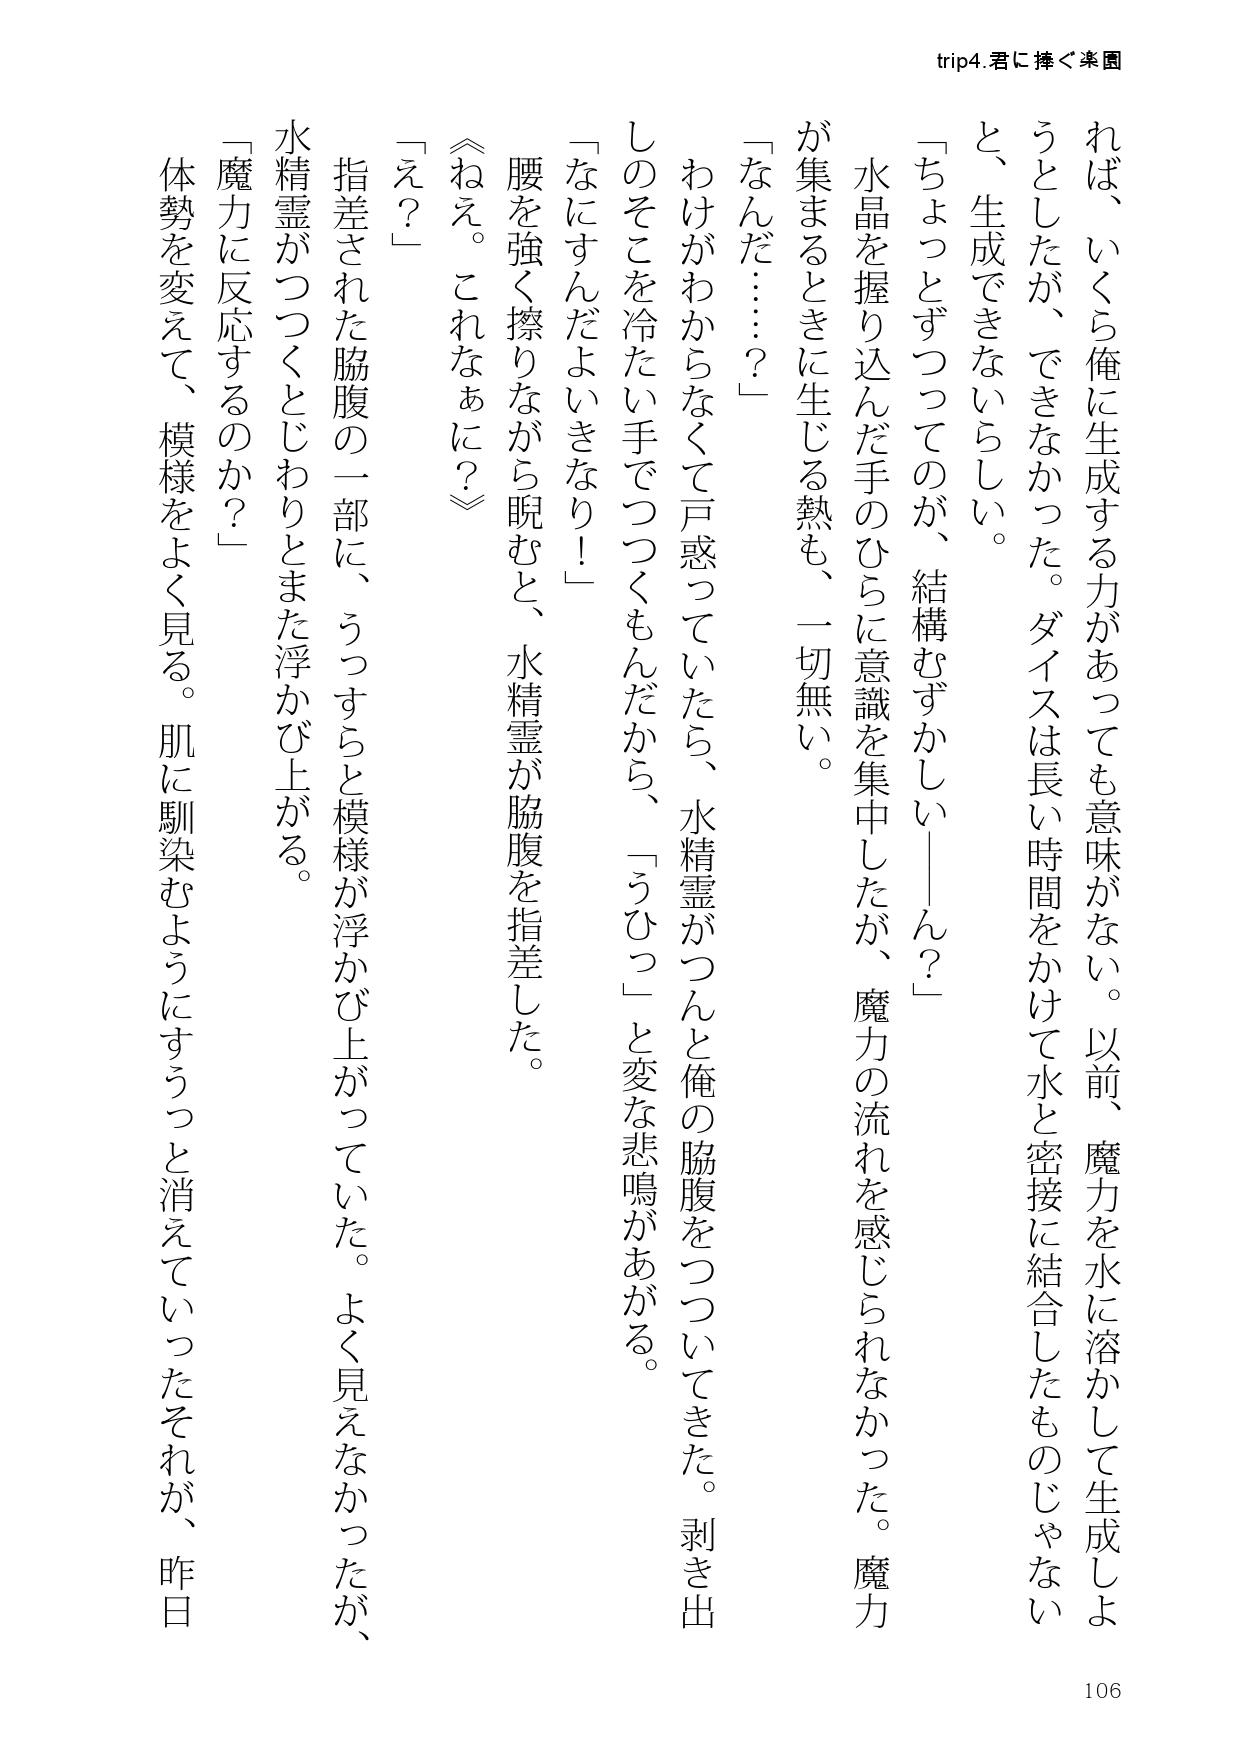 trip4.君に捧ぐ楽園
れば、いくら俺に生成する力があっても意味がない。以前、魔力を水に溶かして生成しよ
うとしたが、できなかった。ダイスは長い時間をかけて水と密接に結合したものじゃない
と、生成できないらしい。
「ちょっとずつってのが、結構むずかしい――ん？」
　水晶を握り込んだ手のひらに意識を集中したが、魔力の流れを感じられなかった。魔力
が集まるときに生じる熱も、一切無い。
「なんだ……？」
　わけがわからなくて戸惑っていたら、水精霊がつんと俺の脇腹をつついてきた。剥き出
しのそこを冷たい手でつつくもんだから、「うひっ」と変な悲鳴があがる。
「なにすんだよいきなり！」
　腰を強く擦りながら睨むと、水精霊が脇腹を指差した。
《ねえ。これなぁに？》
「え？」
　指差された脇腹の一部に、うっすらと模様が浮かび上がっていた。よく見えなかったが、
水精霊がつつくとじわりとまた浮かび上がる。
「魔力に反応するのか？」
　体勢を変えて、模様をよく見る。肌に馴染むようにすうっと消えていったそれが、昨日
106